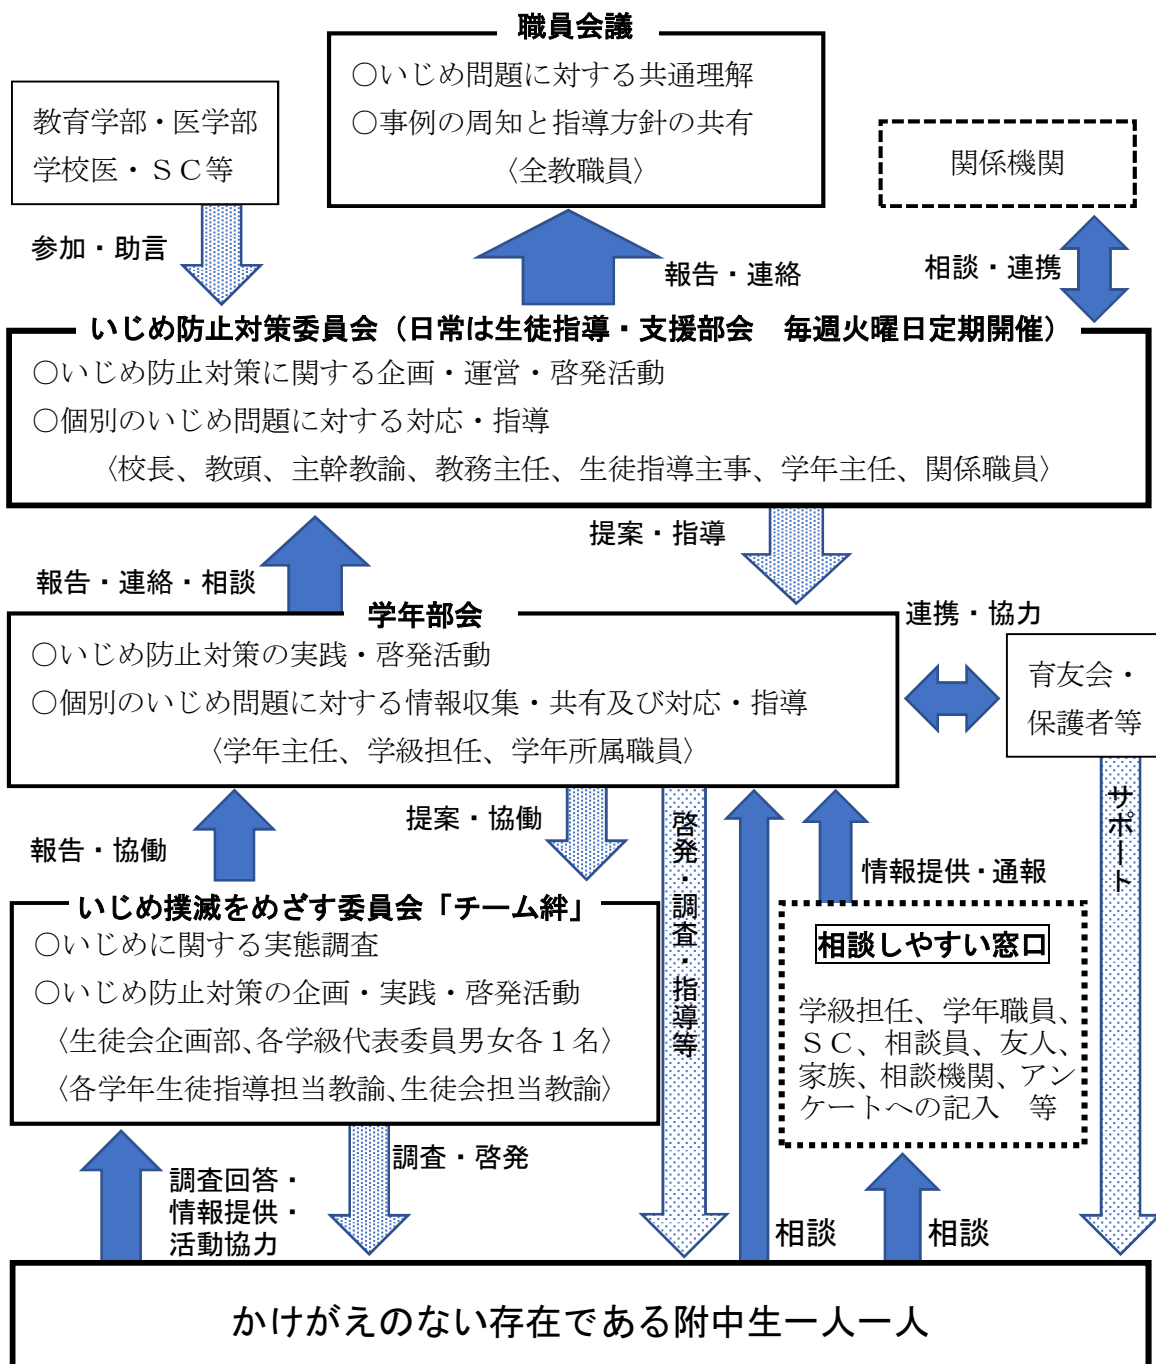 職員会議
○いじめ問題に対する共通理解
○事例の周知と指導方針の共有
〈全教職員〉
教育学部・医学部
学校医・ＳＣ等
関係機関
参加・助言
報告・連絡
相談・連携
いじめ防止対策委員会（日常は生徒指導・支援部会　毎週火曜日定期開催）
○いじめ防止対策に関する企画・運営・啓発活動
○個別のいじめ問題に対する対応・指導
〈校長、教頭、主幹教諭、教務主任、生徒指導主事、学年主任、関係職員〉
報告・連絡・相談
提案・指導
学年部会
○いじめ防止対策の実践・啓発活動
○個別のいじめ問題に対する情報収集・共有及び対応・指導
〈学年主任、学級担任、学年所属職員〉
連携・協力
育友会・
保護者等
報告・協働
提案・協働
啓発・調査・指導等
情報提供・通報
サポート
いじめ撲滅をめざす委員会「チーム絆」
○いじめに関する実態調査
○いじめ防止対策の企画・実践・啓発活動
〈生徒会企画部、各学級代表委員男女各１名〉
〈各学年生徒指導担当教諭、生徒会担当教諭〉
相談しやすい窓口
学級担任、学年職員、
ＳＣ、相談員、友人、
家族、相談機関、アン
ケートへの記入　等
調査回答・
情報提供・
活動協力
調査・啓発
相談
相談
かけがえのない存在である附中生一人一人